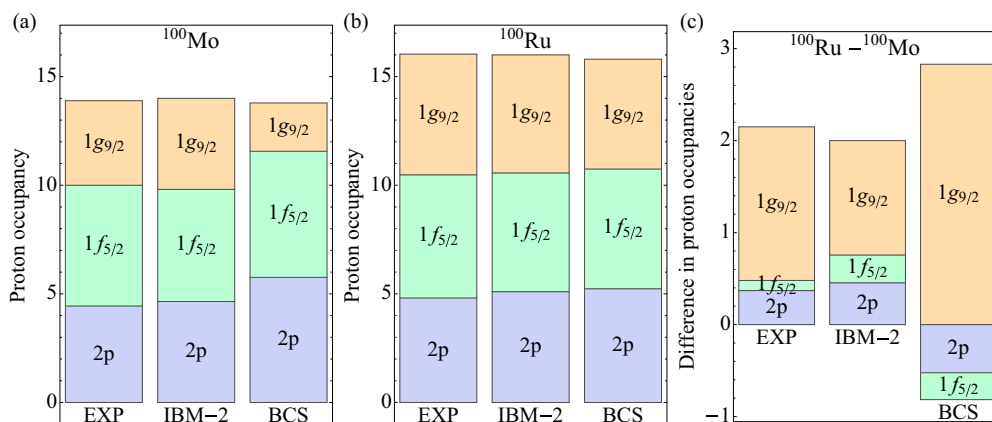 (a)
¹⁰⁰Mo
Proton occupancy
15
10
5
0
1g9/2
1f5/2
2p
EXP
1g9/2
1f5/2
2p
IBM−2
1g9/2
1f5/2
2p
BCS
(b)
¹⁰⁰Ru
Proton occupancy
15
10
5
0
1g9/2
1f5/2
2p
EXP
1g9/2
1f5/2
2p
IBM−2
1g9/2
1f5/2
2p
BCS
(c)
¹⁰⁰Ru −¹⁰⁰Mo
Difference in proton occupancies
3
2
1
0
−1
1g9/2
1f5/2
2p
EXP
1g9/2
1f5/2
2p
IBM−2
1g9/2
2p
1f5/2
BCS